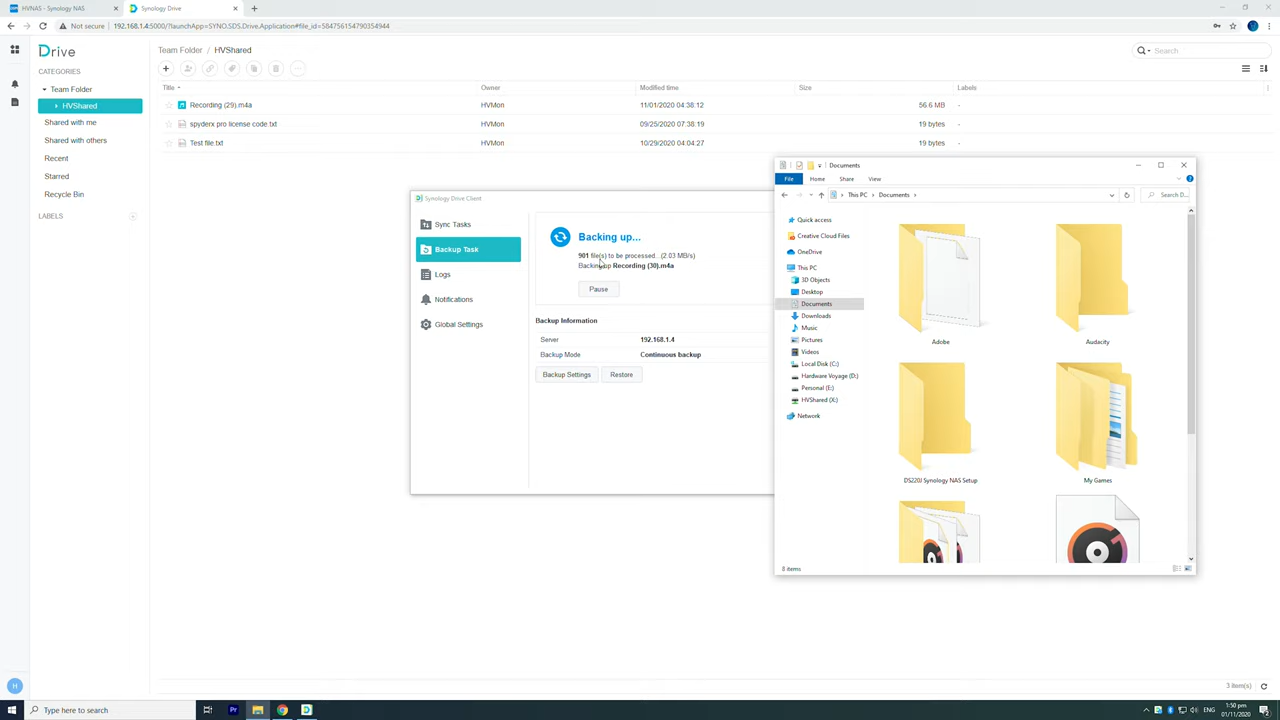 HVNAS - Synology NAS
Synology Drive
Not secure
192.168.1.4:5000/?launchApp=SYNO.SDS.Drive.Application#file_id=584756154790354944
Drive
CATEGORIES
Team Folder
HVShared
Shared with me
Shared with others
Recent
Starred
Recycle Bin
LABELS
H
Team Folder / HVShared
Search
Title Owner Modified time Size Labels
Recording (29).m4a HVMon 11/01/2020 04:38:12 56.6 MB -
spyderx pro license code.txt HVMon 09/25/2020 07:38:19 19 bytes -
Test file.txt HVMon 10/29/2020 04:04:27 19 bytes -
3 item(s)
Synology Drive Client
Sync Tasks
Backup Task
Logs
Notifications
Global Settings
Backing up...
901 file(s) to be processed. (2.03 MB/s)
Backing up Recording (30).m4a
Pause
Backup Information
Server 192.168.1.4
Backup Mode Continuous backup
Backup Settings Restore
Documents
File Home Share View
This PC > Documents >
Search D...
Quick access
Creative Cloud Files
OneDrive
This PC
3D Objects
Desktop
Documents
Downloads
Music
Pictures
Videos
Local Disk (C:)
Hardware Voyage (D:)
Personal (E:)
HVShared (X:)
Network
Adobe
Audacity
DS220J Synology NAS Setup
My Games
8 items
Type here to search
Pr
ENG
1:50 pm
01/11/2020